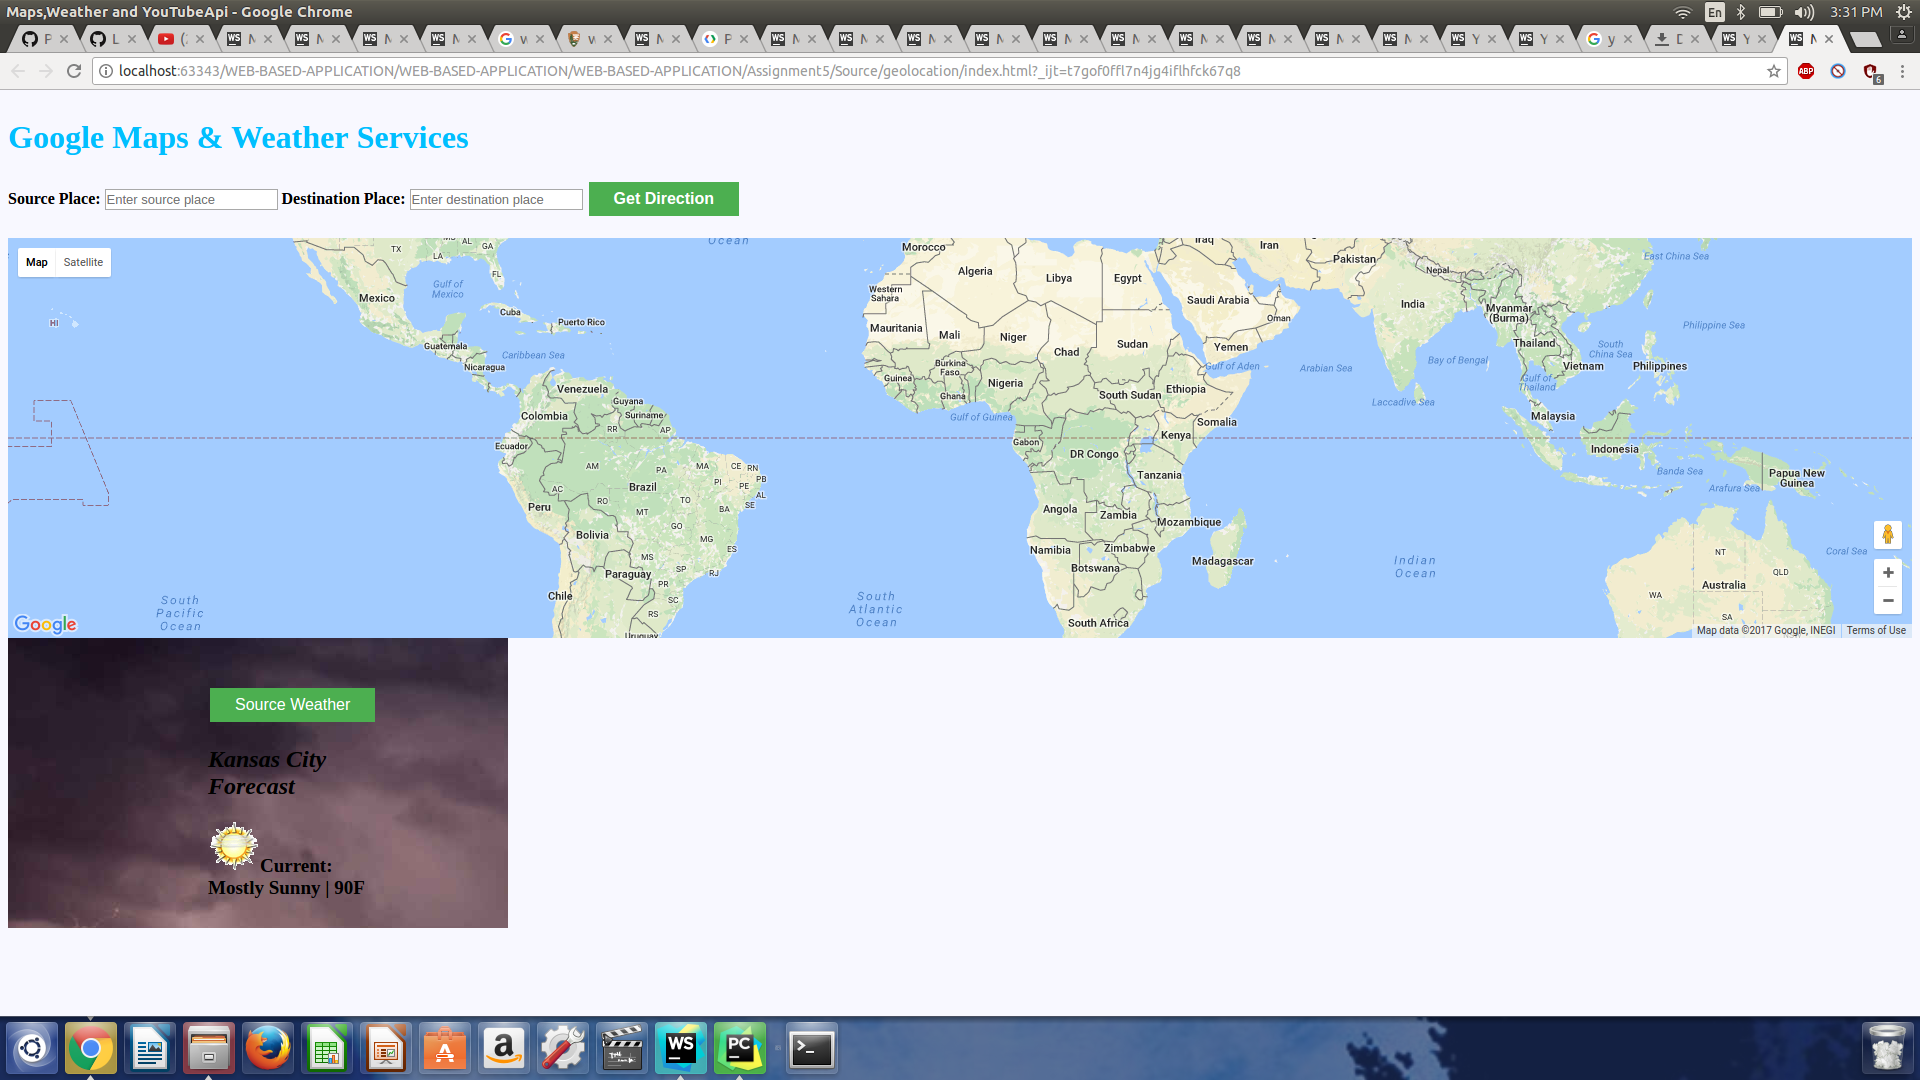 Maps,Weather and YouTubeApi - Google Chrome
En
3:31 PM
localhost:63343/WEB-BASED-APPLICATION/WEB-BASED-APPLICATION/WEB-BASED-APPLICATION/Assignment5/Source/geolocation/index.html?_ijt=t7gof0ffl7n4jg4iflhfck67q8
ABP
6
Google Maps & Weather Services
Source Place: Enter source place Destination Place: Enter destination place Get Direction
Map Satellite
Ocean
TX
LA
AL
GA
FL
HI
Gulf of
Mexico
Mexico
Cuba
Puerto Rico
Guatemala
Nicaragua
Caribbean Sea
Venezuela
Guyana
Suriname
Colombia
Ecuador
RR
AP
AM
PA
MA
CE
RN
PB
PI
PE
AL
SE
AC
RO
TO
BA
Brazil
Peru
MT
GO
Bolivia
MG
ES
MS
SP
RJ
Paraguay
PR
SC
Chile
RS
Uruguay
South
Pacific
Ocean
South
Atlantic
Ocean
Morocco
Algeria
Libya
Egypt
Western
Sahara
Mauritania
Mali
Niger
Chad
Sudan
Burkina
Faso
Guinea
Ghana
Nigeria
South Sudan
Ethiopia
Gulf of Guinea
Somalia
Gabon
Kenya
DR Congo
Tanzania
Angola
Zambia
Mozambique
Namibia
Zimbabwe
Botswana
Madagascar
South Africa
Iraq
Iran
Pakistan
Saudi Arabia
Oman
Yemen
Gulf of Aden
Arabian Sea
Nepal
India
Myanmar
(Burma)
Thailand
Bay of Bengal
Gulf of
Thailand
Laccadive Sea
South
China Sea
Vietnam
Philippines
East China Sea
Philippine Sea
Malaysia
Indonesia
Banda Sea
Arafura Sea
Papua New
Guinea
Indian
Ocean
Coral Sea
NT
QLD
Australia
WA
SA
Google
Map data ©2017 Google, INEGI
Terms of Use
Source Weather
Kansas City
Forecast
Current:
Mostly Sunny | 90F
WS
PC